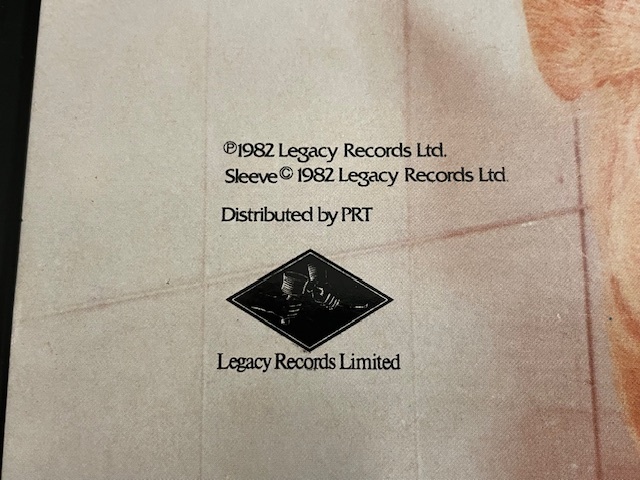 ℗1982 Legacy Records Ltd.
Sleeve © 1982 Legacy Records Ltd.
Distributed by PRT
Legacy Records Limited